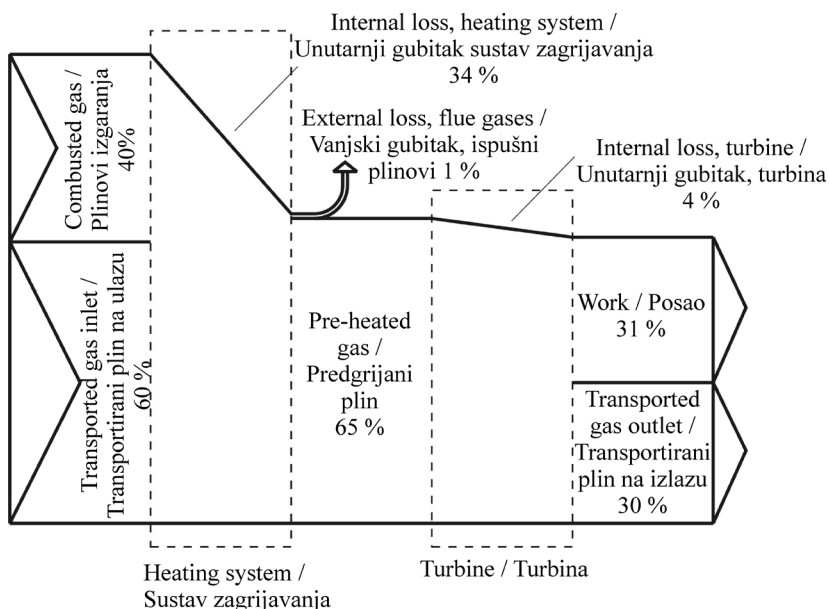 Internal loss, heating system /
Unutarnji gubitak sustav zagrijavanja
34 %
External loss, flue gases /
Vanjski gubitak, ispušni
plinovi 1 %
Internal loss, turbine /
Unutarnji gubitak, turbina
4 %
Combusted gas /
Plinovi izgaranja
40%
Transported gas inlet /
Transportirani plin na ulazu
60 %
Pre-heated
gas /
Predgrijani
plin
65 %
Work / Posao
31 %
Transported
gas outlet /
Transportirani
plin na izlazu
30 %
Heating system /
Sustav zagrijavanja
Turbine / Turbina